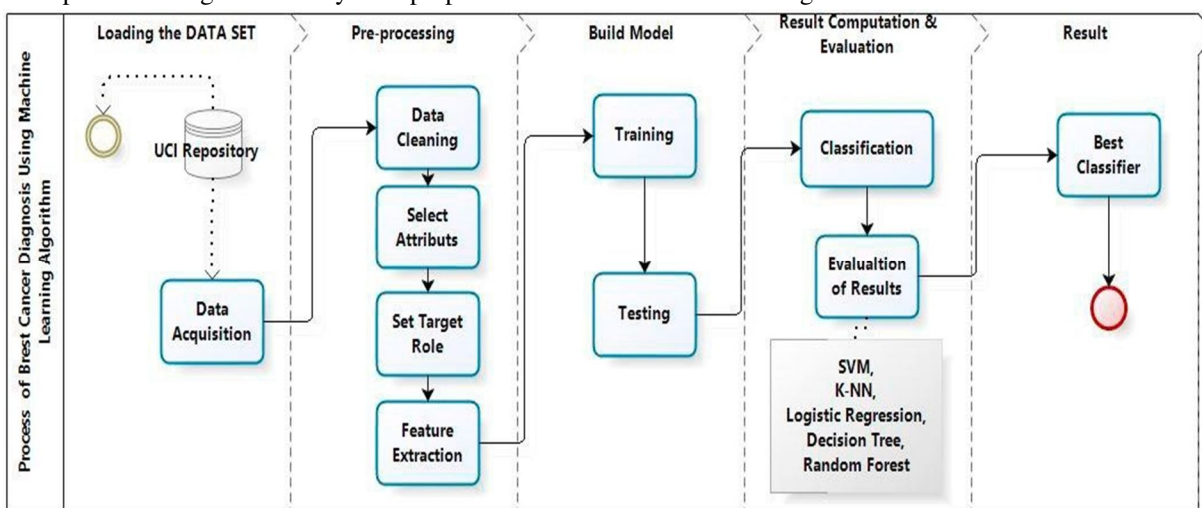 Process of Brest Cancer Diagnosis Using Machine
Learning Algorithm
Loading the DATA SET
UCI Repository
Data
Acquisition
Pre-processing
Data
Cleaning
Select
Attributs
Set Target
Role
Feature
Extraction
Build Model
Training
Testing
Result Computation &
Evaluation
Classification
Evalualtion
of Results
SVM,
K-NN,
Logistic Regression,
Decision Tree,
Random Forest
Result
Best
Classifier